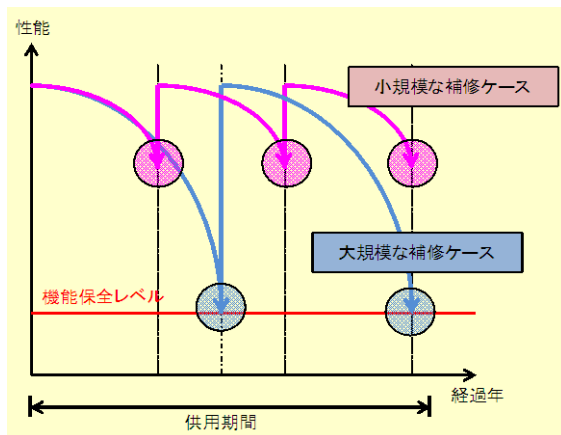 性能
小規模な補修ケース
大規模な補修ケース
機能保全レベル
経過年
供用期間